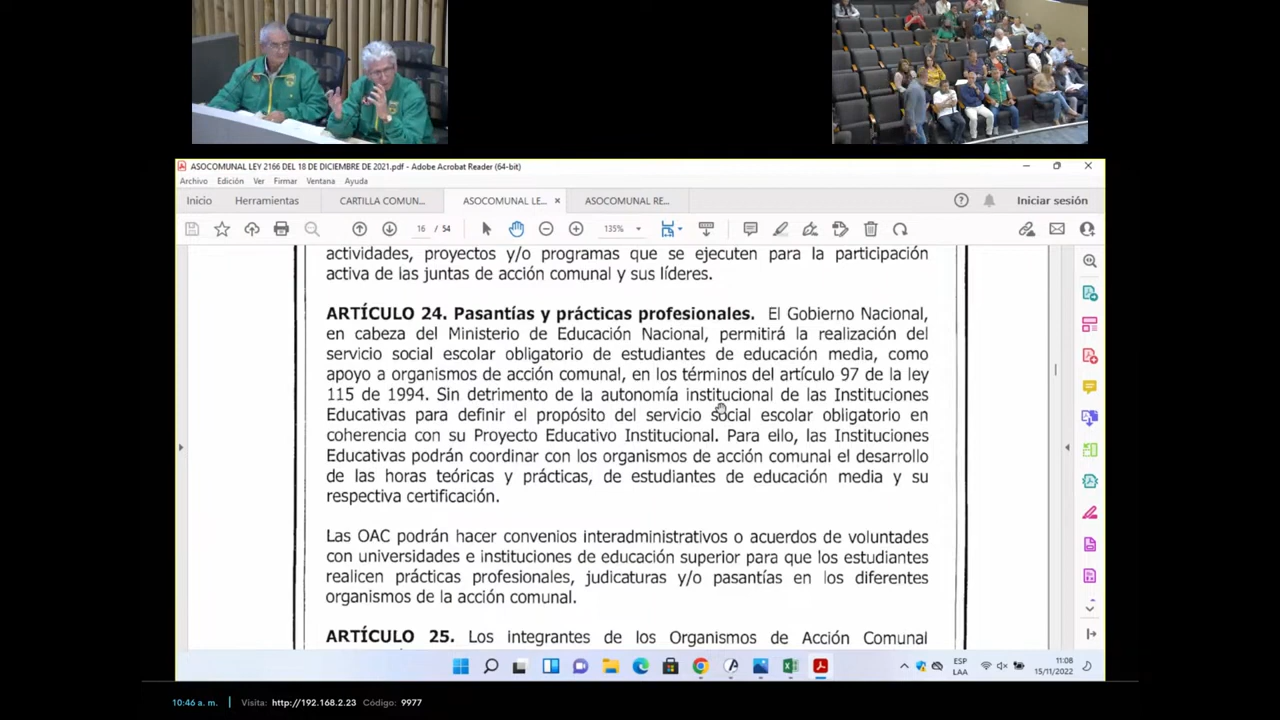 ASOCOMUNAL LEY 2166 DEL 18 DE DICIEMBRE DE 2021.pdf - Adobe Acrobat Reader (64-bit)
Archivo Edición Ver Firmar Ventana Ayuda
Inicio Herramientas CARTILLA COMUN... ASOCOMUNAL LE... × ASOCOMUNAL RE... Iniciar sesión
16 / 54 135%
actividades, proyectos y/o programas que se ejecuten para la participación
activa de las juntas de acción comunal y sus líderes.
ARTÍCULO 24. Pasantías y prácticas profesionales. El Gobierno Nacional,
en cabeza del Ministerio de Educación Nacional, permitirá la realización del
servicio social escolar obligatorio de estudiantes de educación media, como
apoyo a organismos de acción comunal, en los términos del artículo 97 de la ley
115 de 1994. Sin detrimento de la autonomía institucional de las Instituciones
Educativas para definir el propósito del servicio social escolar obligatorio en
coherencia con su Proyecto Educativo Institucional. Para ello, las Instituciones
Educativas podrán coordinar con los organismos de acción comunal el desarrollo
de las horas teóricas y prácticas, de estudiantes de educación media y su
respectiva certificación.
Las OAC podrán hacer convenios interadministrativos o acuerdos de voluntades
con universidades e instituciones de educación superior para que los estudiantes
realicen prácticas profesionales, judicaturas y/o pasantías en los diferentes
organismos de la acción comunal.
ARTÍCULO 25. Los integrantes de los Organismos de Acción Comunal
ESP
LAA
11:08
15/11/2022
10:46 a. m. | Visita: http://192.168.2.23 Código: 9977